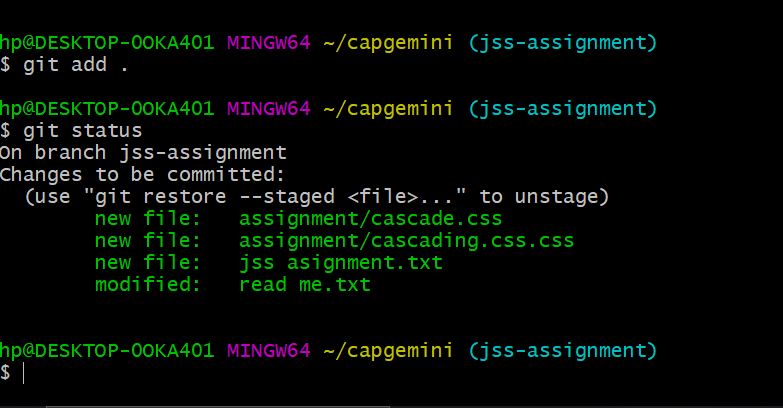 hp@DESKTOP-OOKA401 MINGW64 ~/capgemini (jss-assignment)
$ git add .
hp@DESKTOP-OOKA401 MINGW64 ~/capgemini (jss-assignment)
$ git status
On branch jss-assignment
Changes to be committed:
(use "git restore --staged <file>..." to unstage)
new file: assignment/cascade.css
new file: assignment/cascading.css.css
new file: jss asignment.txt
modified: read me.txt
hp@DESKTOP-OOKA401 MINGW64 ~/capgemini (jss-assignment)
$